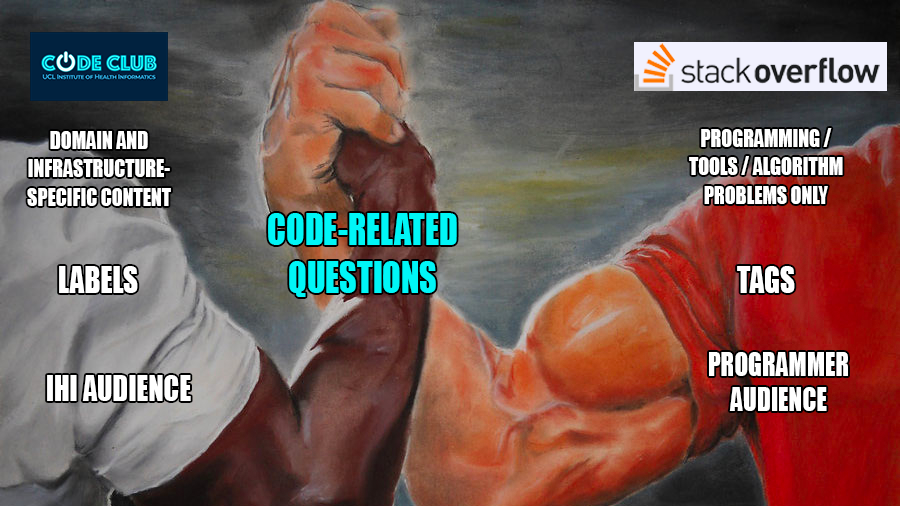 CODE CLUB
UCL INSTITUTE OF HEALTH INFORMATICS
stackoverflow
DOMAIN AND
INFRASTRUCTURE-
SPECIFIC CONTENT
PROGRAMMING /
TOOLS / ALGORITHM
PROBLEMS ONLY
CODE-RELATED
QUESTIONS
LABELS
TAGS
IHI AUDIENCE
PROGRAMMER
AUDIENCE